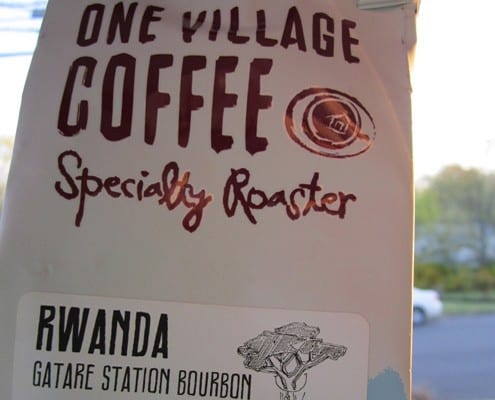 ONE VILLAGE
COFFEE
Specialty Roaster
RWANDA
GATARE STATION BOURBON